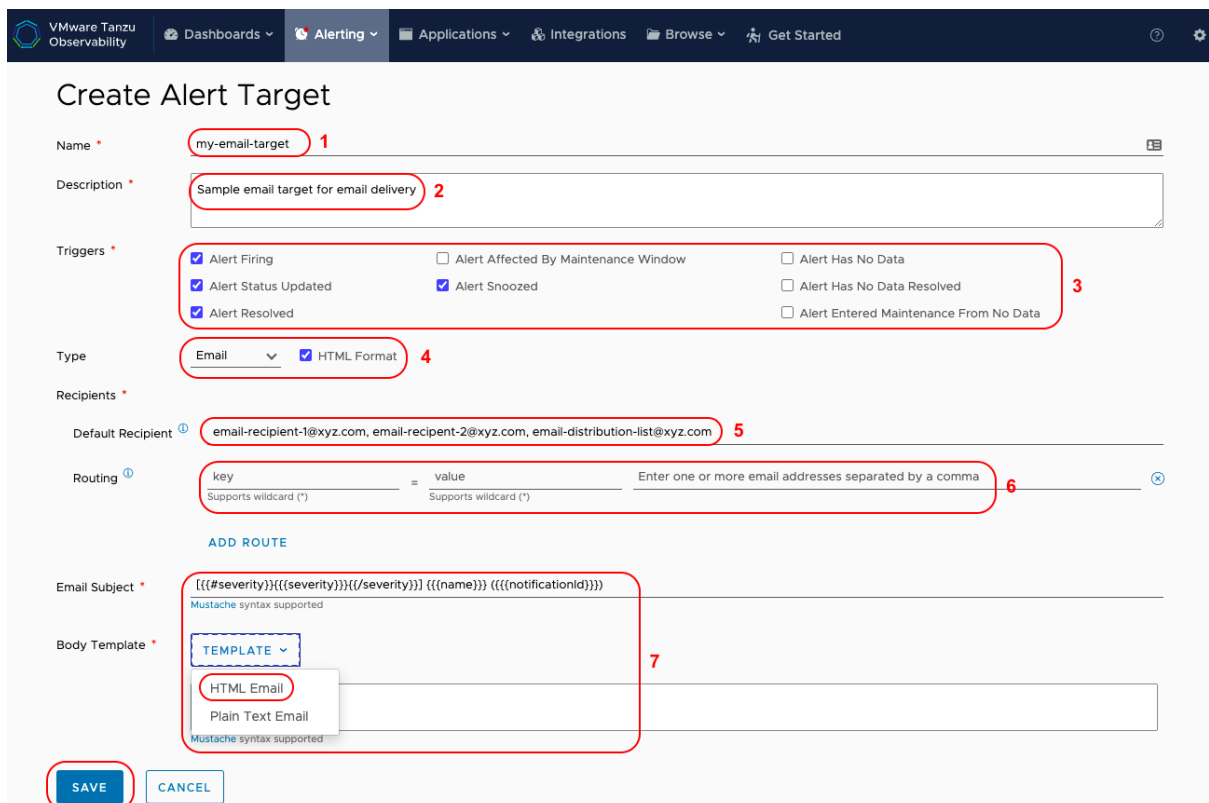 VMware Tanzu
Observability
Dashboards
Alerting
Applications
Integrations
Browse
Get Started
Create Alert Target
Name *
my-email-target
1
Description *
Sample email target for email delivery
2
Triggers *
Alert Firing
Alert Affected By Maintenance Window
Alert Has No Data
Alert Status Updated
Alert Snoozed
Alert Has No Data Resolved
3
Alert Resolved
Alert Entered Maintenance From No Data
Type
Email
HTML Format
4
Recipients *
Default Recipient
email-recipient-1@xyz.com, email-recipent-2@xyz.com, email-distribution-list@xyz.com
5
Routing
key
=
value
Enter one or more email addresses separated by a comma
6
Supports wildcard (*)
Supports wildcard (*)
ADD ROUTE
Email Subject *
[{{#severity}}{{{severity}}}{{/severity}}] {{{name}}} ({{{notificationId}}})
Mustache syntax supported
Body Template *
TEMPLATE
7
HTML Email
Plain Text Email
Mustache syntax supported
SAVE
CANCEL